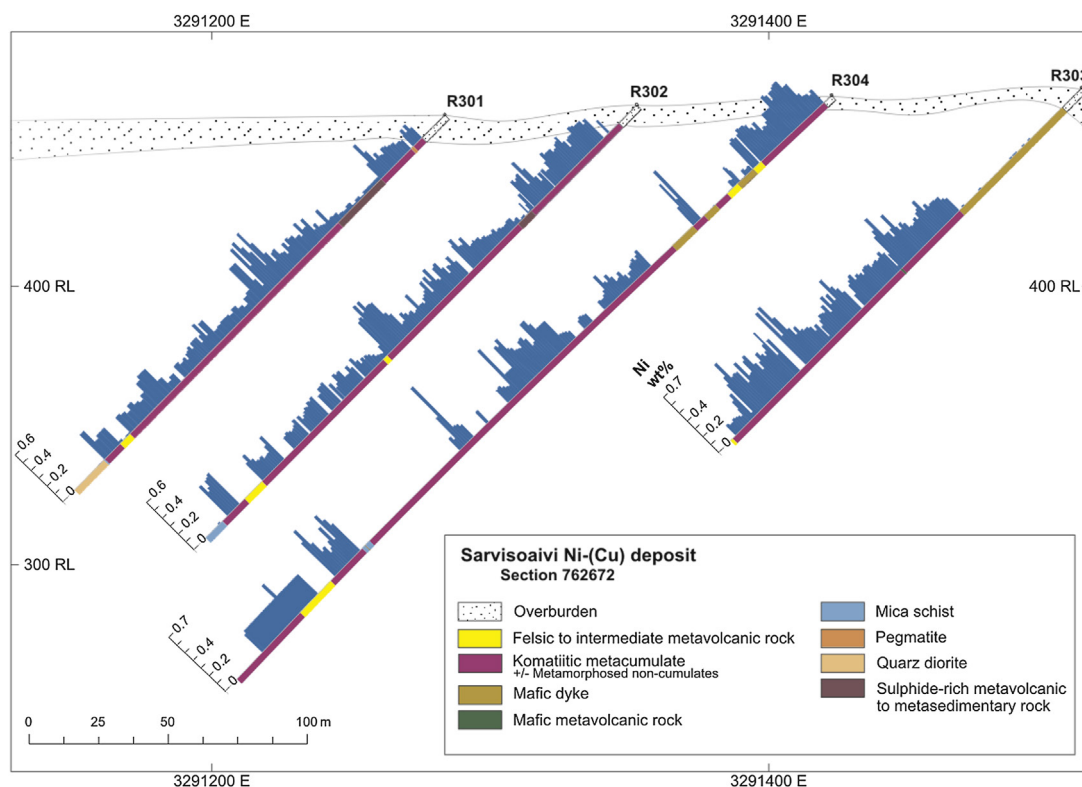 3291200 E
3291400 E
R303
R304
R302
R301
400 RL
400 RL
Ni
wt%
0.7
0.4
0.2
0
0.6
0.4
0.2
0
0.6
0.4
0.2
0
300 RL
0.7
0.4
0.2
0
Sarvisoaivi Ni-(Cu) deposit
Section 762672
Overburden
Felsic to intermediate metavolcanic rock
Komatiitic metacumulate
+/- Metamorphosed non-cumulates
Mafic dyke
Mafic metavolcanic rock
Mica schist
Pegmatite
Quarz diorite
Sulphide-rich metavolcanic
to metasedimentary rock
0 25 50 100 m
3291200 E
3291400 E